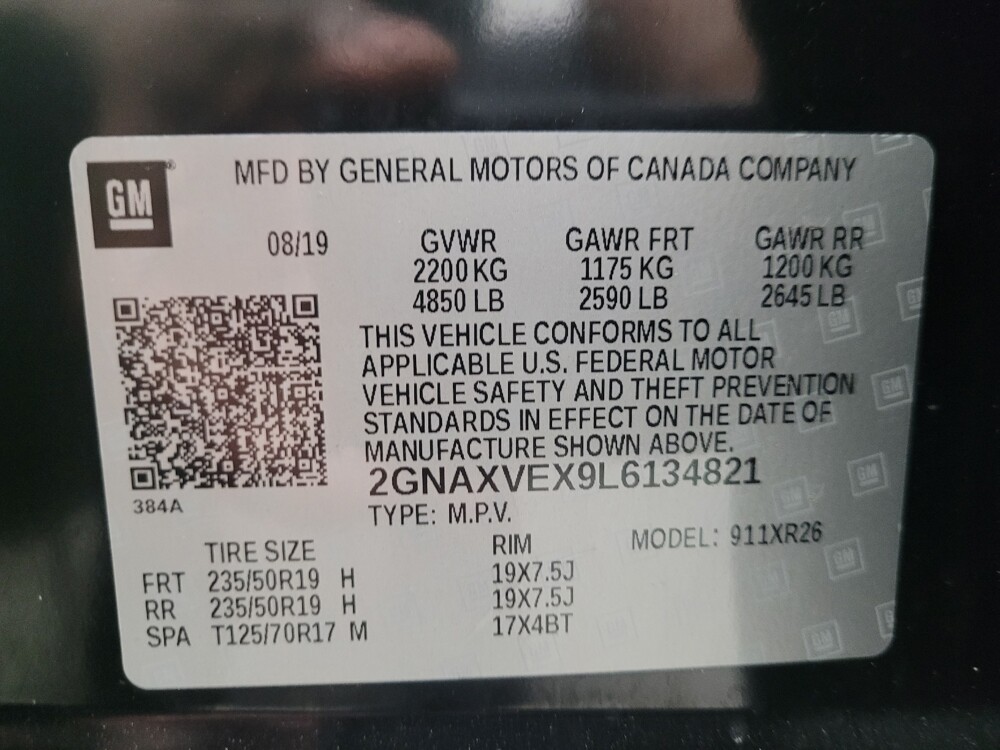 GM®
MFD BY GENERAL MOTORS OF CANADA COMPANY
08/19 GVWR GAWR FRT GAWR RR
2200 KG 1175 KG 1200 KG
4850 LB 2590 LB 2645 LB
THIS VEHICLE CONFORMS TO ALL
APPLICABLE U.S. FEDERAL MOTOR
VEHICLE SAFETY AND THEFT PREVENTION
STANDARDS IN EFFECT ON THE DATE OF
MANUFACTURE SHOWN ABOVE.
2GNAXVEX9L6134821
384A
TYPE: M.P.V.
TIRE SIZE RIM MODEL: 911XR26
FRT 235/50R19 H 19X7.5J
RR 235/50R19 H 19X7.5J
SPA T125/70R17 M 17X4BT